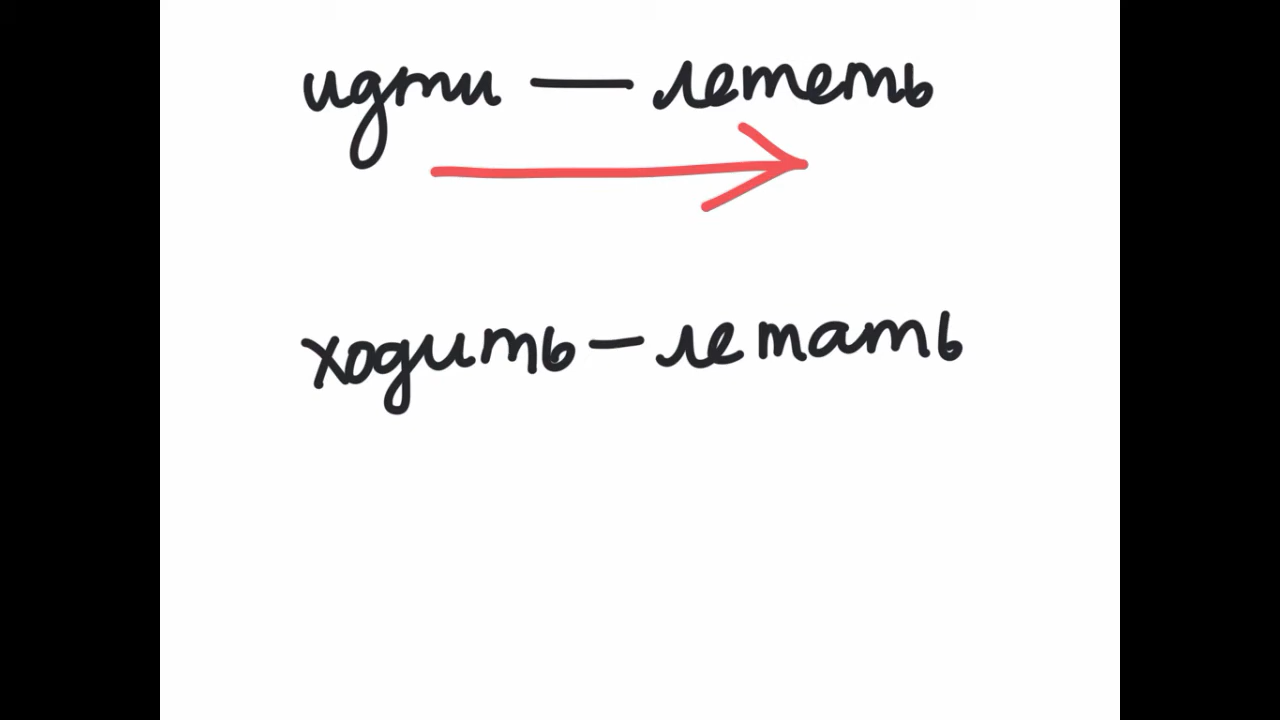 идти — лететь
ходить — летать